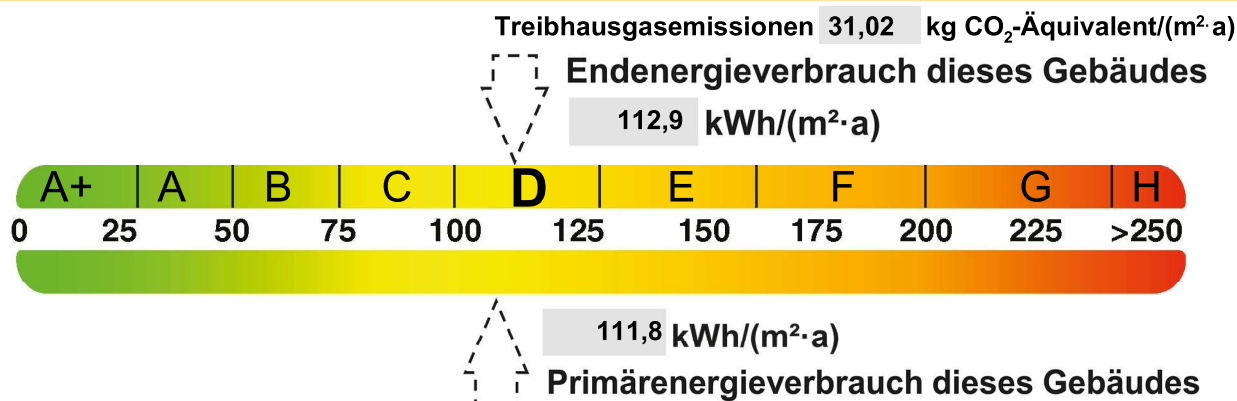 Treibhausgasemissionen 31,02 kg CO₂-Äquivalent/(m²·a)
Endenergieverbrauch dieses Gebäudes
112,9 kWh/(m²·a)
A+ A B C D E F G H
0 25 50 75 100 125 150 175 200 225 >250
111,8 kWh/(m²·a)
Primärenergieverbrauch dieses Gebäudes